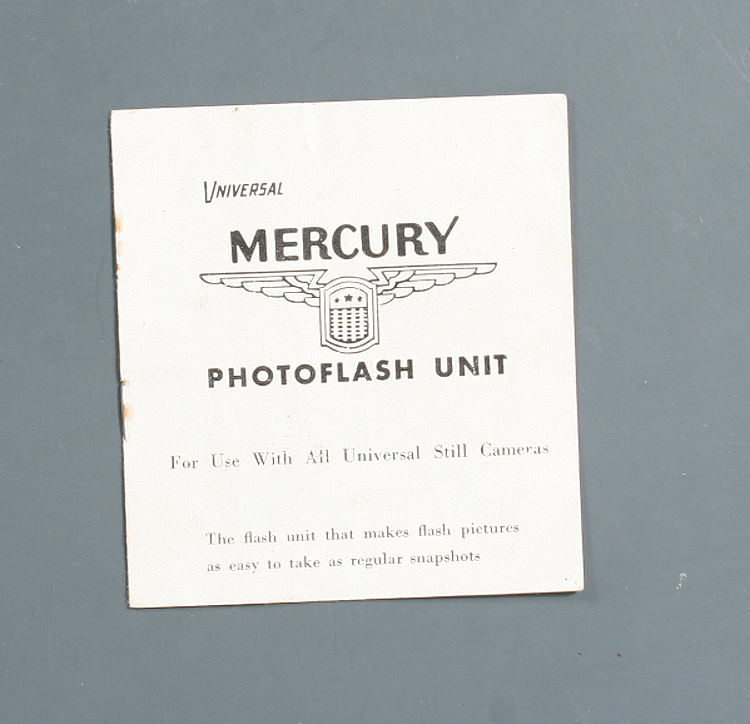 UNIVERSAL
MERCURY
PHOTOFLASH UNIT
For Use With All Universal Still Cameras
The flash unit that makes flash pictures
as easy to take as regular snapshots